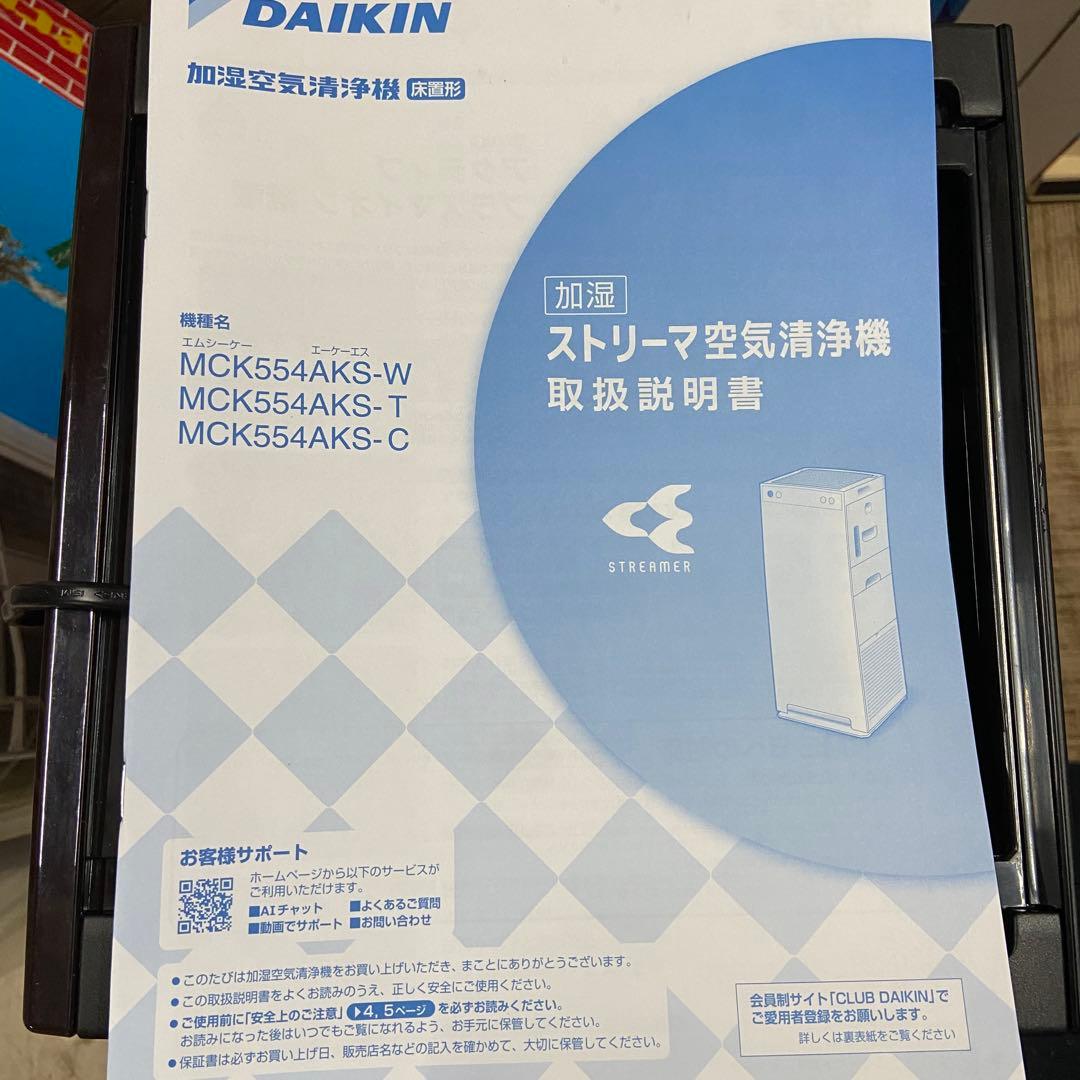 DAIKIN
加湿空気清浄機 床置形
機種名
エムシーケー エーケーエス
MCK554AKS-W
MCK554AKS-T
MCK554AKS-C
加湿
ストリーマ空気清浄機
取扱説明書
STREAMER
お客様サポート
ホームページから以下のサービスが
ご利用いただけます。
■AIチャット ■よくあるご質問
■動画でサポート ■お問い合わせ
●このたびは加湿空気清浄機をお買い上げいただき、まことにありがとうございます。
●この取扱説明書をよくお読みのうえ、正しく安全にご使用ください。
●ご使用前に「安全上のご注意」▶4, 5ページ を必ずお読みください。
お読みになった後はいつでもご覧になれるよう、お手元に保管してください。
●保証書は必ずお買い上げ日、販売店名などの記入を確かめて、大切に保管してください。
会員制サイト「CLUB DAIKIN」で
ご愛用者登録をお願いします。
詳しくは裏表紙をご覧ください